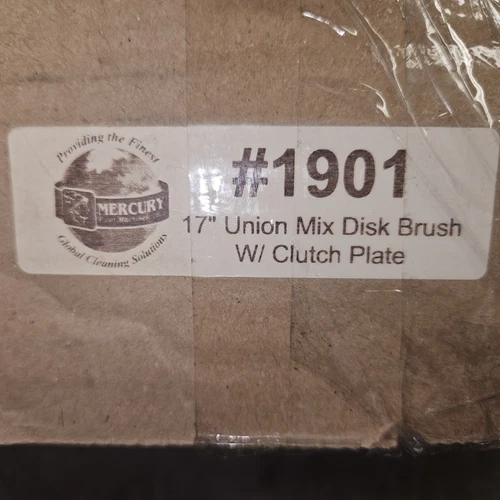 Providing the Finest
MERCURY
Global Cleaning Solutions
#1901
17" Union Mix Disk Brush
W/ Clutch Plate